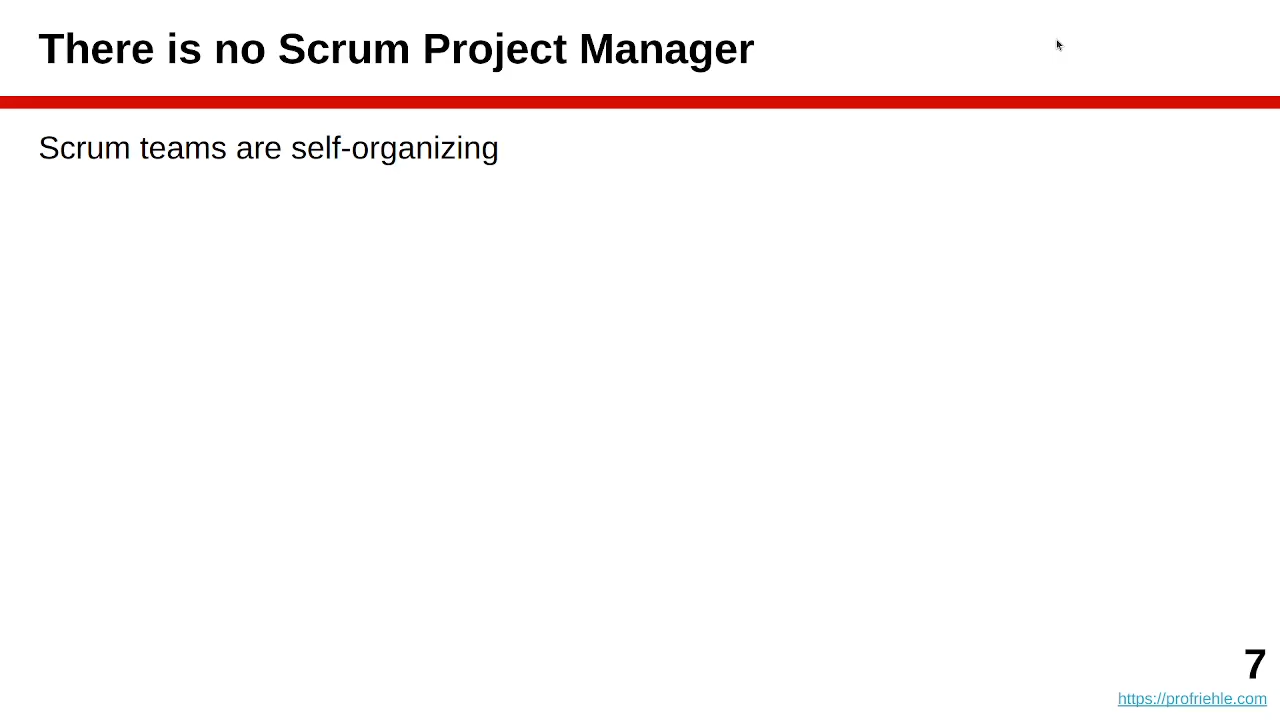 There is no Scrum Project Manager
Scrum teams are self-organizing
7
https://profriehle.com